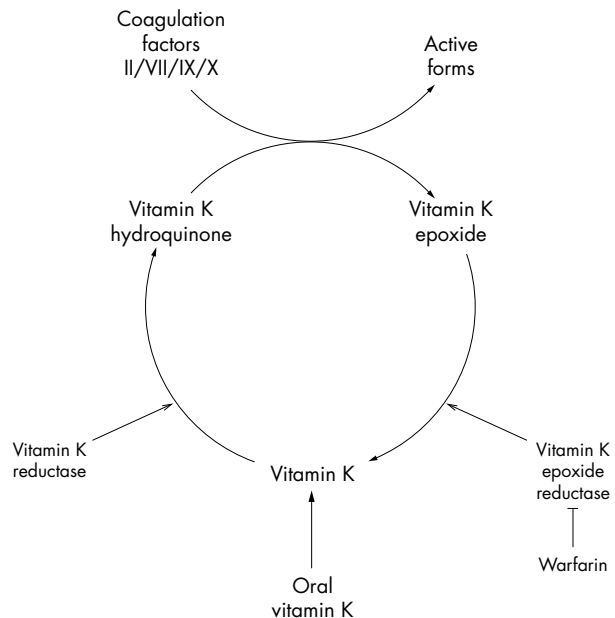 Coagulation
factors
II/VII/IX/X
Active
forms
Vitamin K
hydroquinone
Vitamin K
epoxide
Vitamin K
reductase
Vitamin K
Vitamin K
epoxide
reductase
Warfarin
Oral
vitamin K